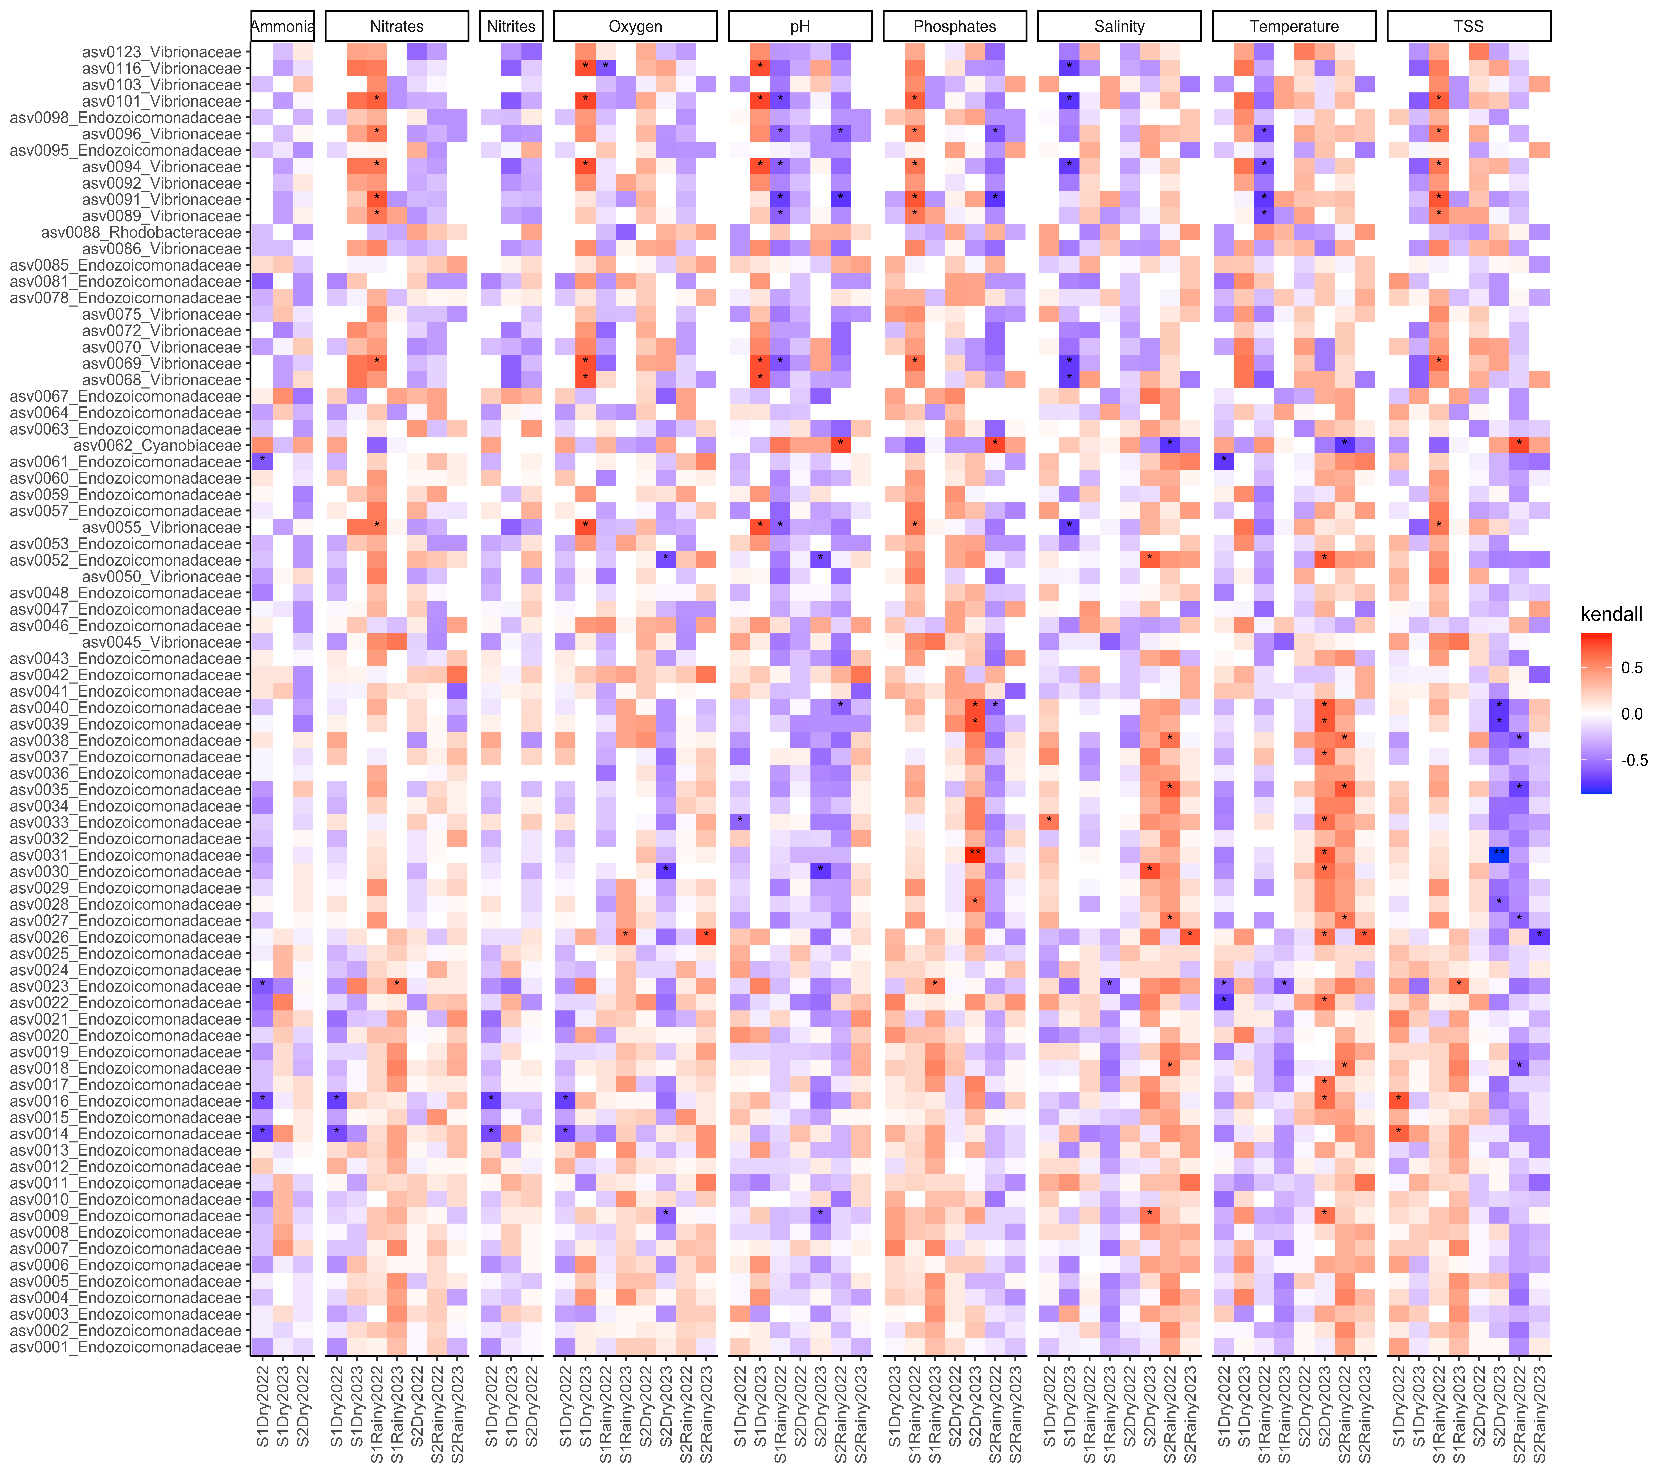 Ammonia Nitrates Nitrites Oxygen pH Phosphates Salinity Temperature TSS
asv0123_Vibrionaceae
asv0116_Vibrionaceae
asv0103_Vibrionaceae
asv0101_Vibrionaceae
asv0098_Endozoicomonadaceae
asv0096_Vibrionaceae
asv0095_Endozoicomonadaceae
asv0094_Vibrionaceae
asv0092_Vibrionaceae
asv0091_Vibrionaceae
asv0089_Vibrionaceae
asv0088_Rhodobacteraceae
asv0086_Vibrionaceae
asv0085_Endozoicomonadaceae
asv0081_Endozoicomonadaceae
asv0078_Endozoicomonadaceae
asv0075_Vibrionaceae
asv0072_Vibrionaceae
asv0070_Vibrionaceae
asv0069_Vibrionaceae
asv0068_Vibrionaceae
asv0067_Endozoicomonadaceae
asv0064_Endozoicomonadaceae
asv0063_Endozoicomonadaceae
asv0062_Cyanobiaceae
asv0061_Endozoicomonadaceae
asv0060_Endozoicomonadaceae
asv0059_Endozoicomonadaceae
asv0057_Endozoicomonadaceae
asv0055_Vibrionaceae
asv0053_Endozoicomonadaceae
asv0052_Endozoicomonadaceae
asv0050_Vibrionaceae
asv0048_Endozoicomonadaceae
asv0047_Endozoicomonadaceae
asv0046_Endozoicomonadaceae
asv0045_Vibrionaceae
asv0043_Endozoicomonadaceae
asv0042_Endozoicomonadaceae
asv0041_Endozoicomonadaceae
asv0040_Endozoicomonadaceae
asv0039_Endozoicomonadaceae
asv0038_Endozoicomonadaceae
asv0037_Endozoicomonadaceae
asv0036_Endozoicomonadaceae
asv0035_Endozoicomonadaceae
asv0034_Endozoicomonadaceae
asv0033_Endozoicomonadaceae
asv0032_Endozoicomonadaceae
asv0031_Endozoicomonadaceae
asv0030_Endozoicomonadaceae
asv0029_Endozoicomonadaceae
asv0028_Endozoicomonadaceae
asv0027_Endozoicomonadaceae
asv0026_Endozoicomonadaceae
asv0025_Endozoicomonadaceae
asv0024_Endozoicomonadaceae
asv0023_Endozoicomonadaceae
asv0022_Endozoicomonadaceae
asv0021_Endozoicomonadaceae
asv0020_Endozoicomonadaceae
asv0019_Endozoicomonadaceae
asv0018_Endozoicomonadaceae
asv0017_Endozoicomonadaceae
asv0016_Endozoicomonadaceae
asv0015_Endozoicomonadaceae
asv0014_Endozoicomonadaceae
asv0013_Endozoicomonadaceae
asv0012_Endozoicomonadaceae
asv0011_Endozoicomonadaceae
asv0010_Endozoicomonadaceae
asv0009_Endozoicomonadaceae
asv0008_Endozoicomonadaceae
asv0007_Endozoicomonadaceae
asv0006_Endozoicomonadaceae
asv0005_Endozoicomonadaceae
asv0004_Endozoicomonadaceae
asv0003_Endozoicomonadaceae
asv0002_Endozoicomonadaceae
asv0001_Endozoicomonadaceae
S1Dry2022 S1Dry2023 S2Dry2022
S1Dry2022 S1Dry2023 S1Rainy2022 S1Rainy2023 S2Dry2022 S2Rainy2022 S2Rainy2023
S1Dry2022 S1Dry2023 S2Dry2022
S1Dry2022 S1Dry2023 S1Rainy2022 S1Rainy2023 S2Dry2022 S2Dry2023 S2Rainy2022 S2Rainy2023
S1Dry2022 S1Dry2023 S1Rainy2022 S2Dry2022 S2Dry2023 S2Rainy2022 S2Rainy2023
S1Dry2023 S1Rainy2022 S1Rainy2023 S2Dry2022 S2Dry2023 S2Rainy2022 S2Rainy2023
S1Dry2022 S1Dry2023 S1Rainy2022 S1Rainy2023 S2Dry2022 S2Dry2023 S2Rainy2022 S2Rainy2023
S1Dry2022 S1Dry2023 S1Rainy2022 S1Rainy2023 S2Dry2022 S2Dry2023 S2Rainy2022 S2Rainy2023
S1Dry2022 S1Dry2023 S1Rainy2022 S1Rainy2023 S2Dry2022 S2Dry2023 S2Rainy2022 S2Rainy2023
kendall
0.5
0.0
-0.5